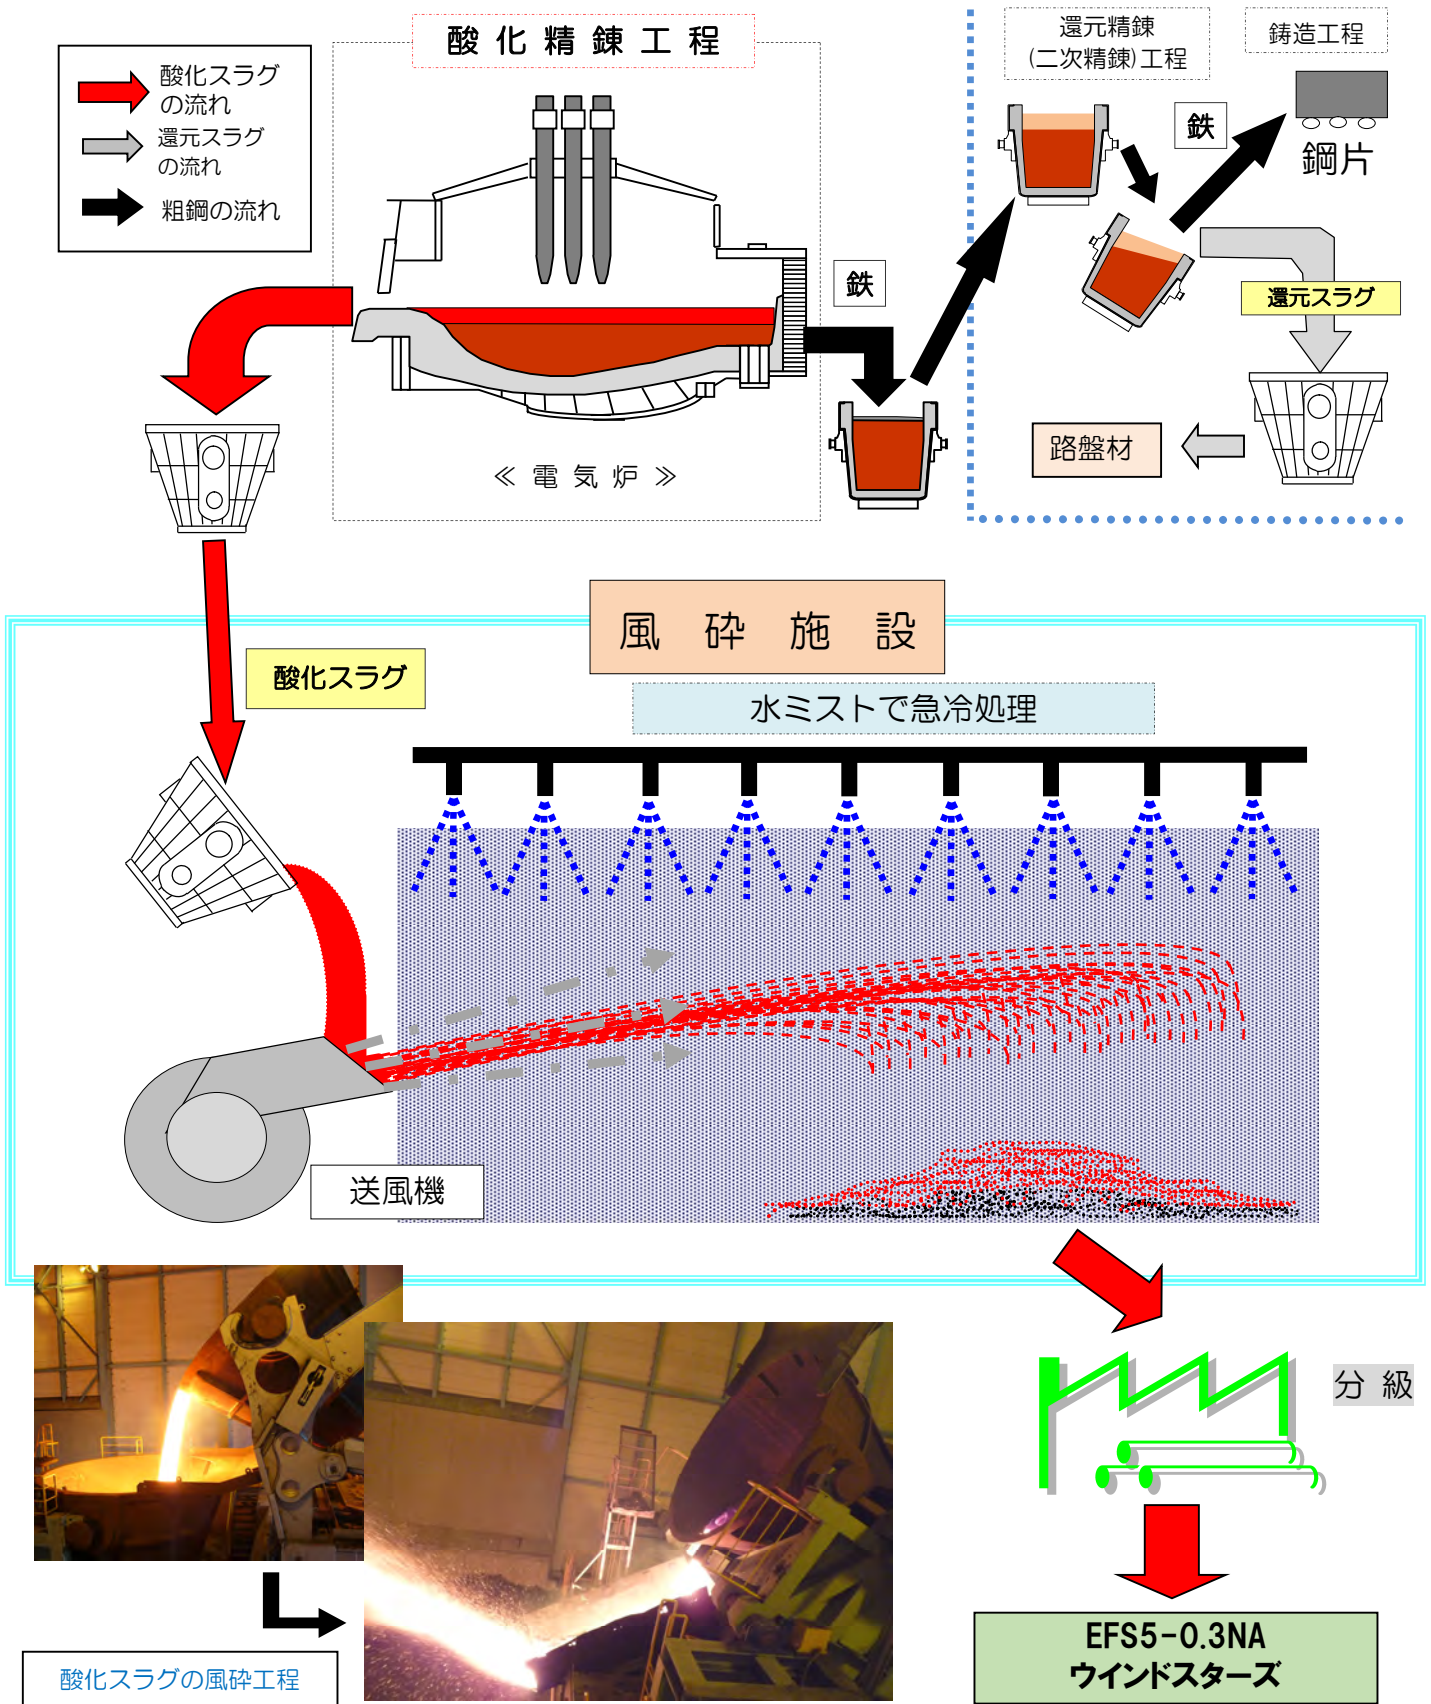 酸化精錬工程
還元精錬
(二次精錬)工程
鋳造工程
酸化スラグ
の流れ
還元スラグ
の流れ
粗鋼の流れ
鉄
鋼片
鉄
還元スラグ
路盤材
≪ 電気炉 ≫
風砕施設
酸化スラグ
水ミストで急冷処理
送風機
分級
酸化スラグの風砕工程
EFS5-0.3NA
ウインドスターズ